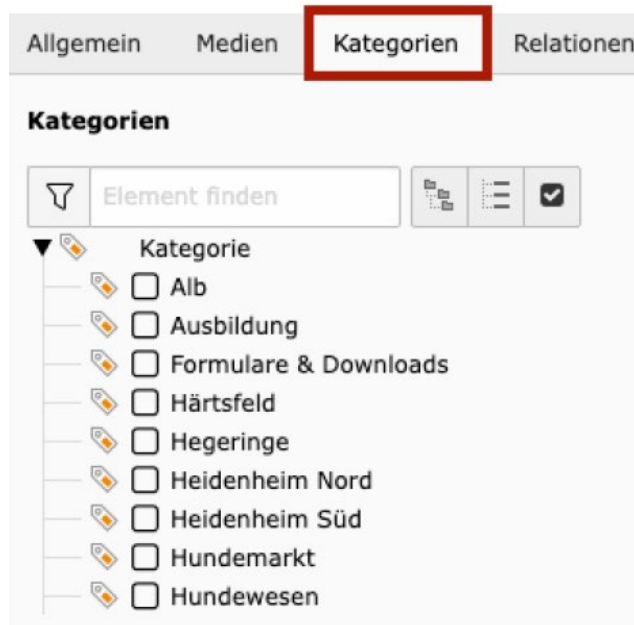 Allgemein Medien Kategorien Relationen
Kategorien
Element finden
Kategorie
Alb
Ausbildung
Formulare & Downloads
Härtsfeld
Hegeringe
Heidenheim Nord
Heidenheim Süd
Hundemarkt
Hundewesen